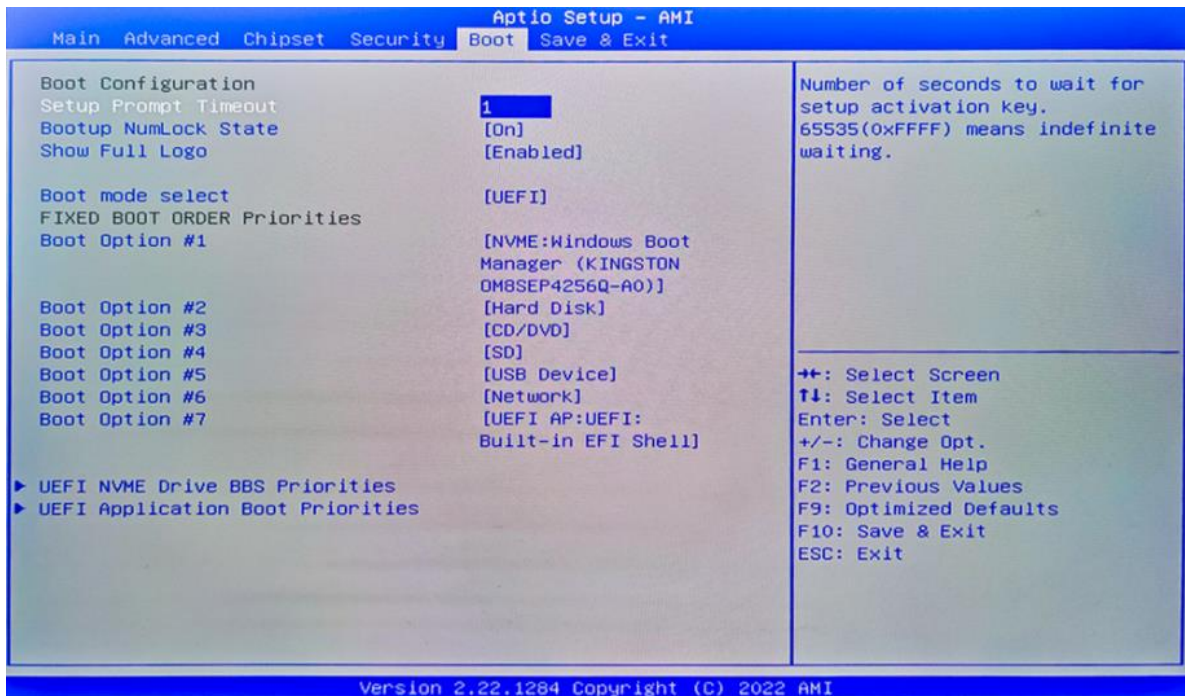 Aptio Setup – AMI
Main Advanced Chipset Security Boot Save & Exit
Boot Configuration
Setup Prompt Timeout 1
Bootup NumLock State [On]
Show Full Logo [Enabled]
Boot mode select [UEFI]
FIXED BOOT ORDER Priorities
Boot Option #1 [NVME:Windows Boot
Manager (KINGSTON
OM8SEP4256Q-A0)]
Boot Option #2 [Hard Disk]
Boot Option #3 [CD/DVD]
Boot Option #4 [SD]
Boot Option #5 [USB Device]
Boot Option #6 [Network]
Boot Option #7 [UEFI AP:UEFI:
Built-in EFI Shell]
► UEFI NVME Drive BBS Priorities
► UEFI Application Boot Priorities
Number of seconds to wait for
setup activation key.
65535(0xFFFF) means indefinite
waiting.
→←: Select Screen
↑↓: Select Item
Enter: Select
+/-: Change Opt.
F1: General Help
F2: Previous Values
F9: Optimized Defaults
F10: Save & Exit
ESC: Exit
Version 2.22.1284 Copyright (C) 2022 AMI